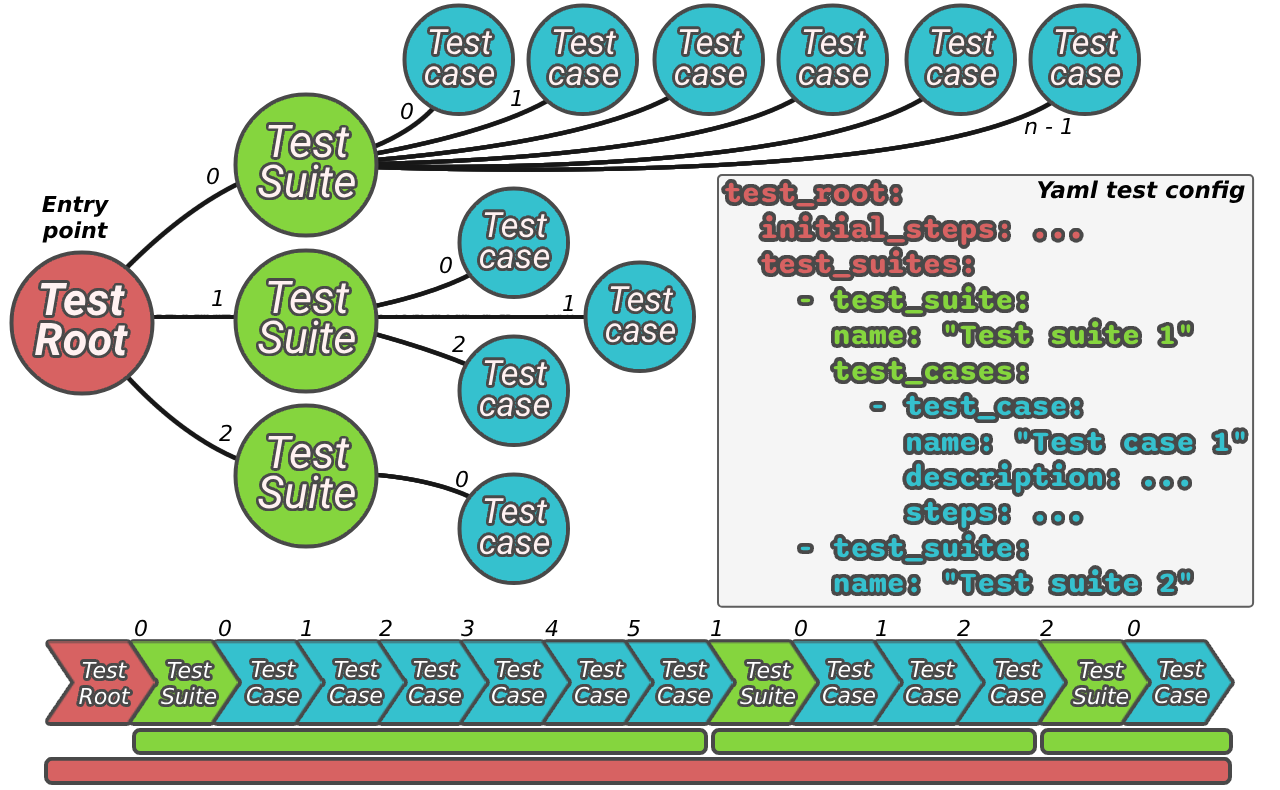 Test
case
Test
case
Test
case
Test
case
Test
case
Test
case
0
1
n - 1
Test
Suite
0
Entry
point
Test
Root
1
Test
Suite
0
Test
case
1
Test
case
2
Test
case
2
Test
Suite
0
Test
case
Yaml test config
test_root:
initial_steps: ...
test_suites:
- test_suite:
name: "Test suite 1"
test_cases:
- test_case:
name: "Test case 1"
description: ...
steps: ...
- test_suite:
name: "Test suite 2"
0 0 1 2 3 4 5 1 0 1 2 2 0
Test
Root
Test
Suite
Test
Case
Test
Case
Test
Case
Test
Case
Test
Case
Test
Case
Test
Suite
Test
Case
Test
Case
Test
Case
Test
Suite
Test
Case